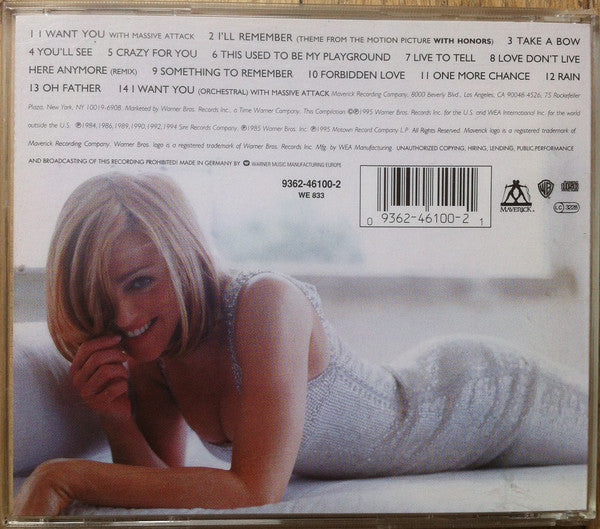 1 I WANT YOU WITH MASSIVE ATTACK 2 I'LL REMEMBER (THEME FROM THE MOTION PICTURE WITH HONORS) 3 TAKE A BOW
4 YOU'LL SEE 5 CRAZY FOR YOU 6 THIS USED TO BE MY PLAYGROUND 7 LIVE TO TELL 8 LOVE DON'T LIVE
HERE ANYMORE (REMIX) 9 SOMETHING TO REMEMBER 10 FORBIDDEN LOVE 11 ONE MORE CHANCE 12 RAIN
13 OH FATHER 14 I WANT YOU (ORCHESTRAL) WITH MASSIVE ATTACK Maverick Recording Company, 8000 Beverly Blvd., Los Angeles, CA 90048-4526, 75 Rockefeller
Plaza, New York, NY 10019-6908. Marketed by Warner Bros. Records Inc., a Time Warner Company. This Compilation ©℗1995 Warner Bros. Records Inc. for the U.S. and WEA International Inc. for the world
outside the U.S. ℗1984,1986,1989,1990,1992,1994 Sire Records Company. ℗1985 Warner Bros. ℗1995 Motown Record Company L.P. All Rights Reserved. Maverick logo is a registered trademark of
Maverick Recording Company. Warner Bros. logo is a registered trademark of Warner Bros. Records Inc. Mfg. by WEA Manufacturing. UNAUTHORIZED COPYING, HIRING, LENDING, PUBLIC PERFORMANCE
AND BROADCASTING OF THIS RECORDING PROHIBITED! MADE IN GERMANY BY WARNER MUSIC MANUFACTURING EUROPE
9362-46100-2
WE 833
0 9362-46100-2 1
MAVERICK
WB
LC 3228